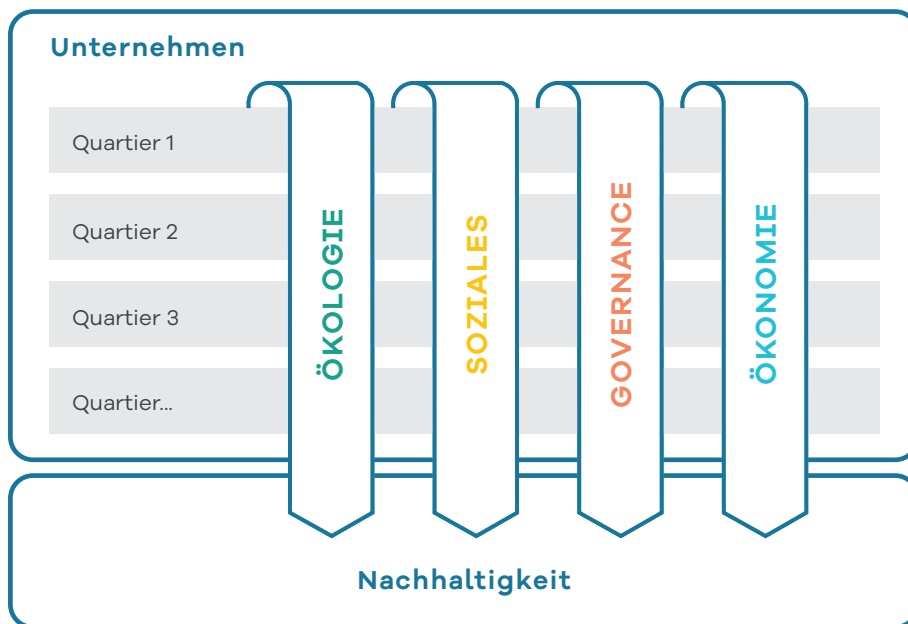 Unternehmen
Quartier 1
Quartier 2
Quartier 3
Quartier...
ÖKOLOGIE
SOZIALES
GOVERNANCE
ÖKONOMIE
Nachhaltigkeit